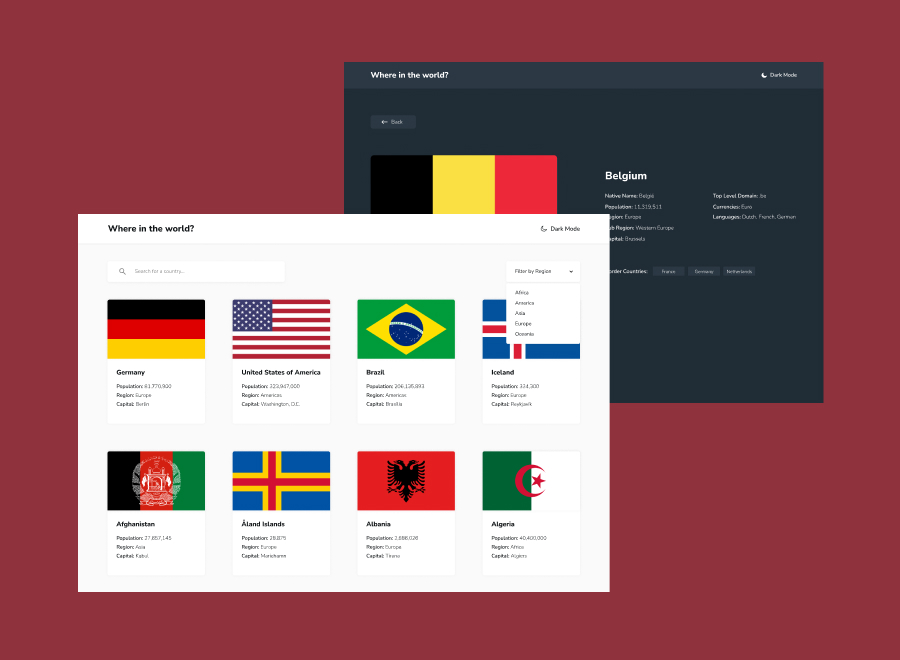 Where in the world?
Dark Mode
Back
Belgium
Native Name: België
Population: 11,319,511
Region: Europe
Sub Region: Western Europe
Capital: Brussels
Top Level Domain: .be
Currencies: Euro
Languages: Dutch, French, German
Border Countries:
France
Germany
Netherlands
Where in the world?
Dark Mode
Search for a country...
Filter by Region
Africa
America
Asia
Europe
Oceania
Germany
Population: 81,770,900
Region: Europe
Capital: Berlin
United States of America
Population: 323,947,000
Region: Americas
Capital: Washington, D.C.
Brazil
Population: 206,135,893
Region: Americas
Capital: Brasília
Iceland
Population: 334,300
Region: Europe
Capital: Reykjavík
Afghanistan
Population: 27,657,145
Region: Asia
Capital: Kabul
Åland Islands
Population: 28,875
Region: Europe
Capital: Mariehamn
Albania
Population: 2,886,026
Region: Europe
Capital: Tirana
Algeria
Population: 40,400,000
Region: Africa
Capital: Algiers